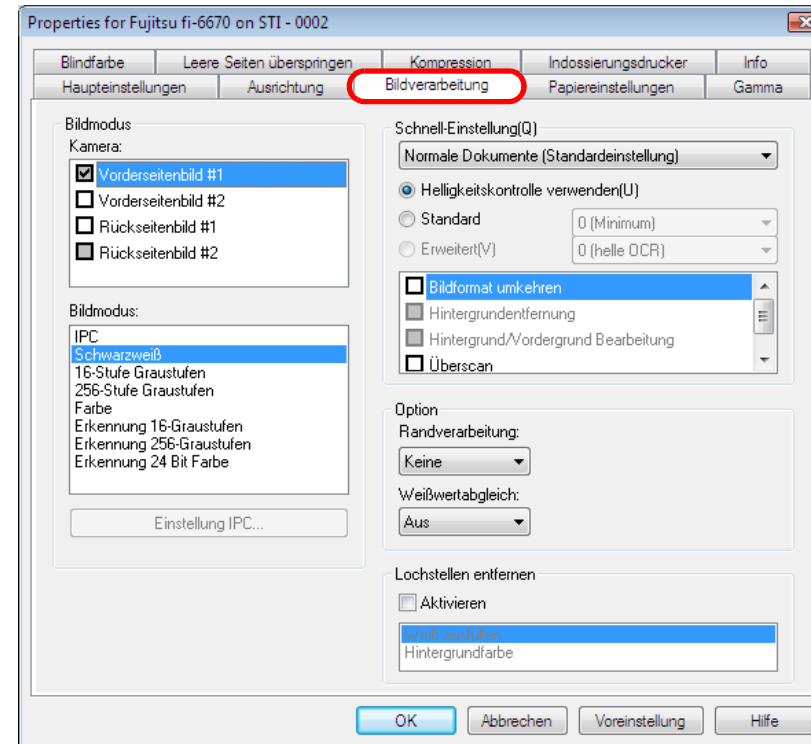 Properties for Fujitsu fi-6670 on STI - 0002
Blindfarbe
Leere Seiten überspringen
Kompression
Indossierungsdrucker
Info
Haupteinstellungen
Ausrichtung
Bildverarbeitung
Papiereinstellungen
Gamma
Bildmodus
Kamera:
Vorderseitenbild #1
Vorderseitenbild #2
Rückseitenbild #1
Rückseitenbild #2
Bildmodus:
IPC
Schwarzweiß
16-Stufe Graustufen
256-Stufe Graustufen
Farbe
Erkennung 16-Graustufen
Erkennung 256-Graustufen
Erkennung 24 Bit Farbe
Einstellung IPC...
Schnell-Einstellung(Q)
Normale Dokumente (Standardeinstellung)
Helligkeitskontrolle verwenden(U)
Standard
0 (Minimum)
Erweitert(V)
0 (helle OCR)
Bildformat umkehren
Hintergrundentfernung
Hintergrund/Vordergrund Bearbeitung
Überscan
Option
Randverarbeitung:
Keine
Weißwertabgleich:
Aus
Lochstellen entfernen
Aktivieren
Weiß ausfüllen
Hintergrundfarbe
OK
Abbrechen
Voreinstellung
Hilfe